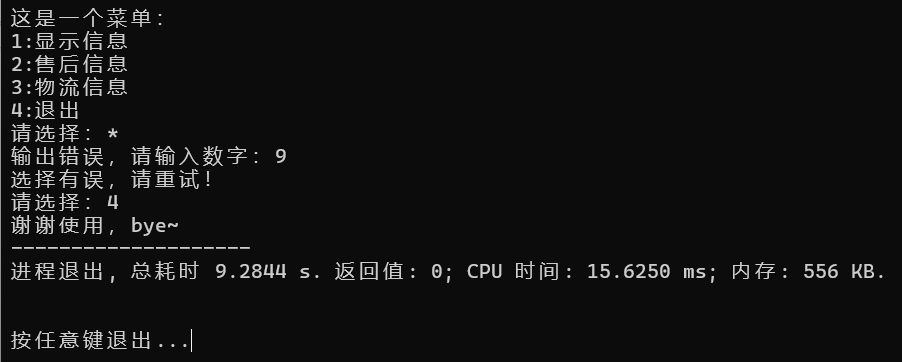 这是一个菜单：
1:显示信息
2:售后信息
3:物流信息
4:退出
请选择：*
输出错误，请输入数字：9
选择有误，请重试！
请选择：4
谢谢使用，bye~
--------------------
进程退出，总耗时 9.2844 s. 返回值: 0; CPU 时间: 15.6250 ms; 内存: 556 KB.
按任意键退出...